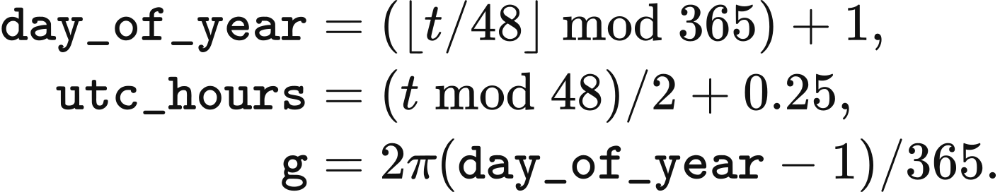 day_of_year = (⌊t/48⌋ mod 365) + 1,
utc_hours = (t mod 48)/2 + 0.25,
g = 2π(day_of_year − 1)/365.